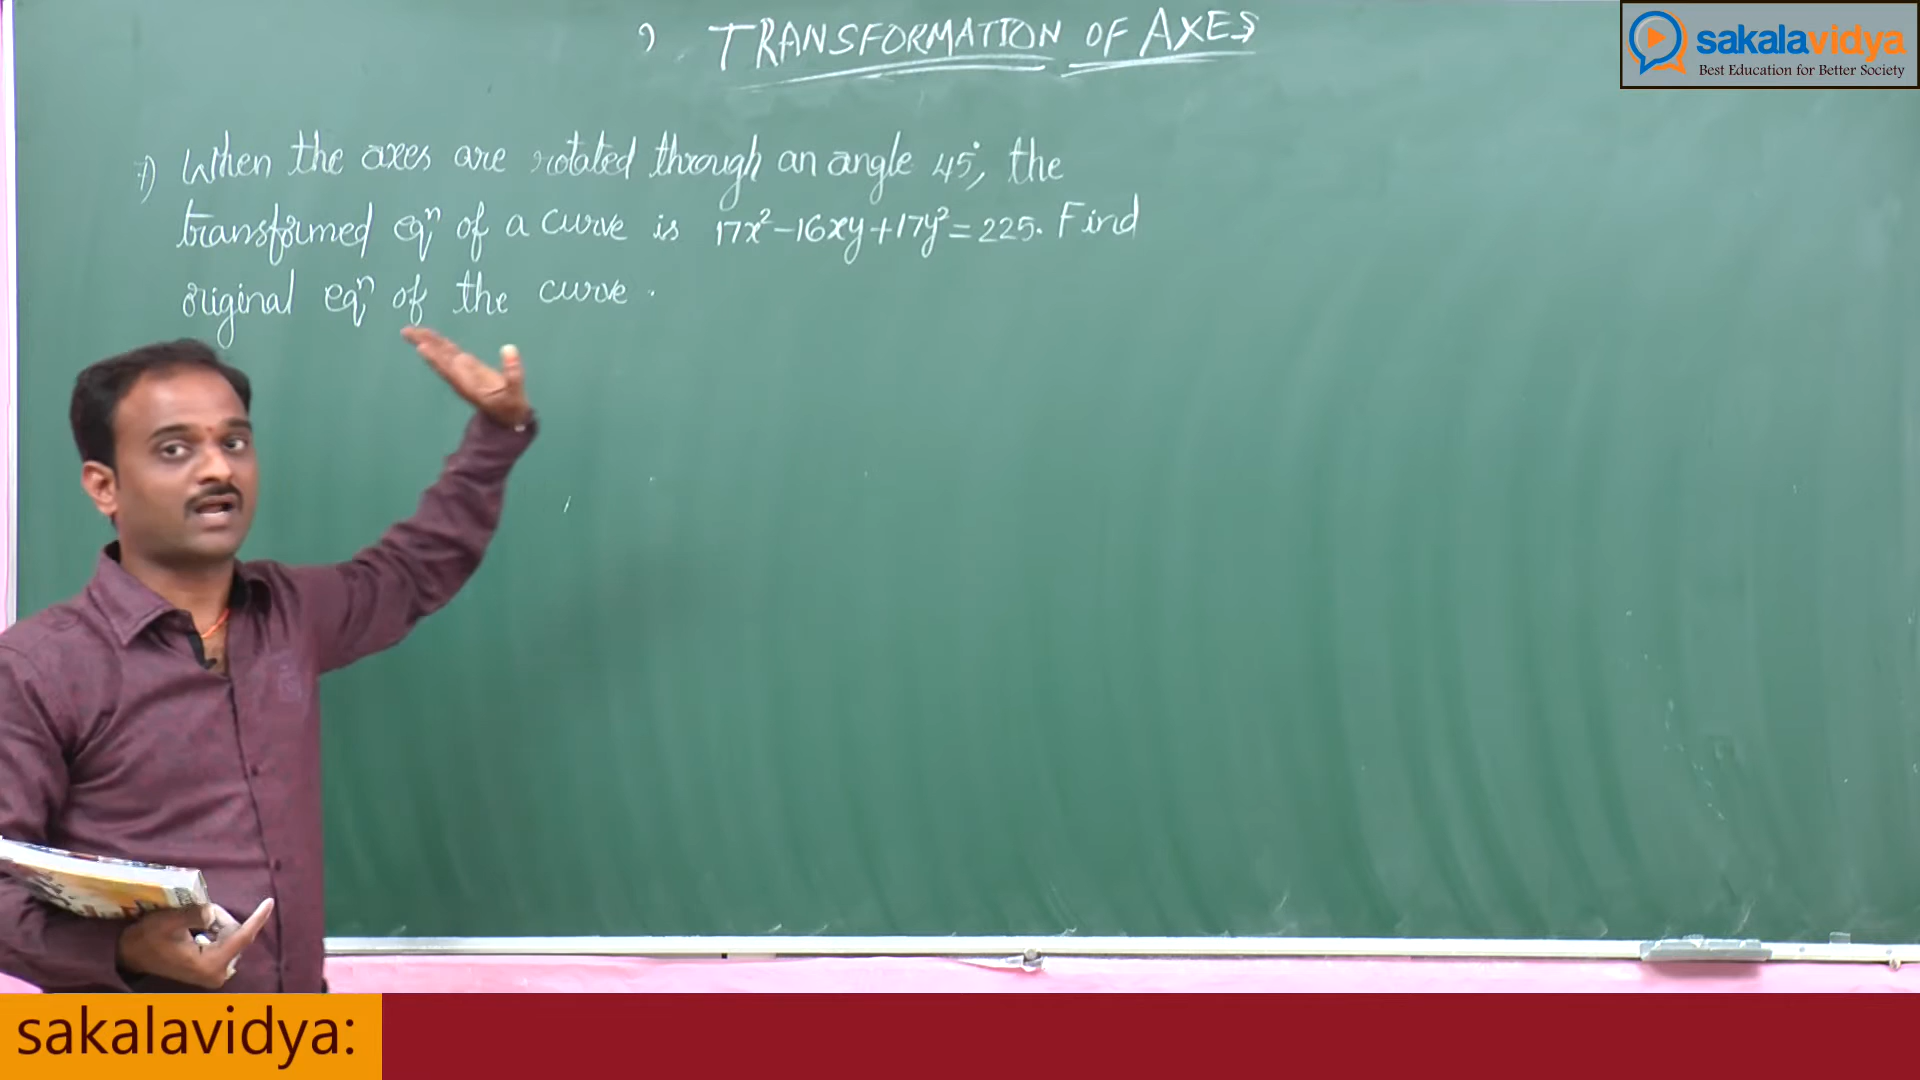 TRANSFORMATION OF AXES
sakalavidya
Best Education for Better Society
7) When the axes are rotated through an angle 45°, the
transformed eqⁿ of a curve is 17x²-16xy+17y²=225. Find
original eqⁿ of the curve.
sakalavidya: